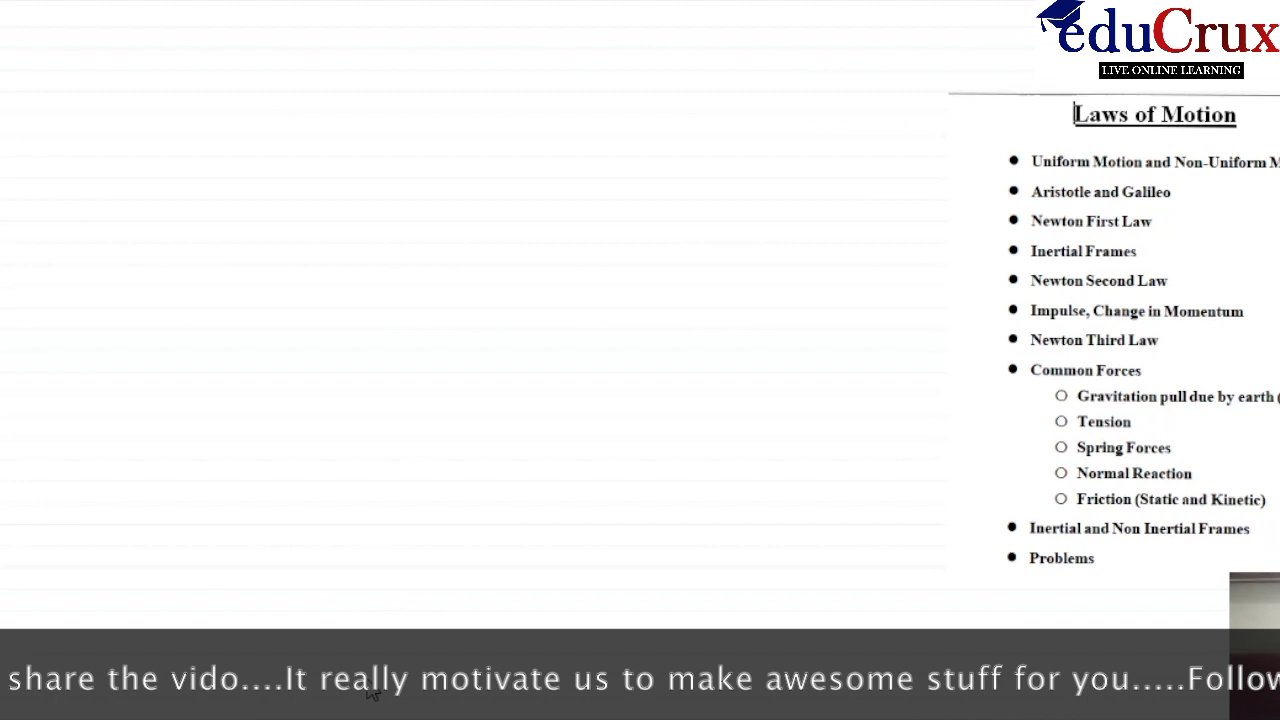 eduCrux
LIVE ONLINE LEARNING
Laws of Motion
Uniform Motion and Non-Uniform M
Aristotle and Galileo
Newton First Law
Inertial Frames
Newton Second Law
Impulse, Change in Momentum
Newton Third Law
Common Forces
Gravitation pull due by earth (
Tension
Spring Forces
Normal Reaction
Friction (Static and Kinetic)
Inertial and Non Inertial Frames
Problems
share the vido....It really motivate us to make awesome stuff for you.....Follow